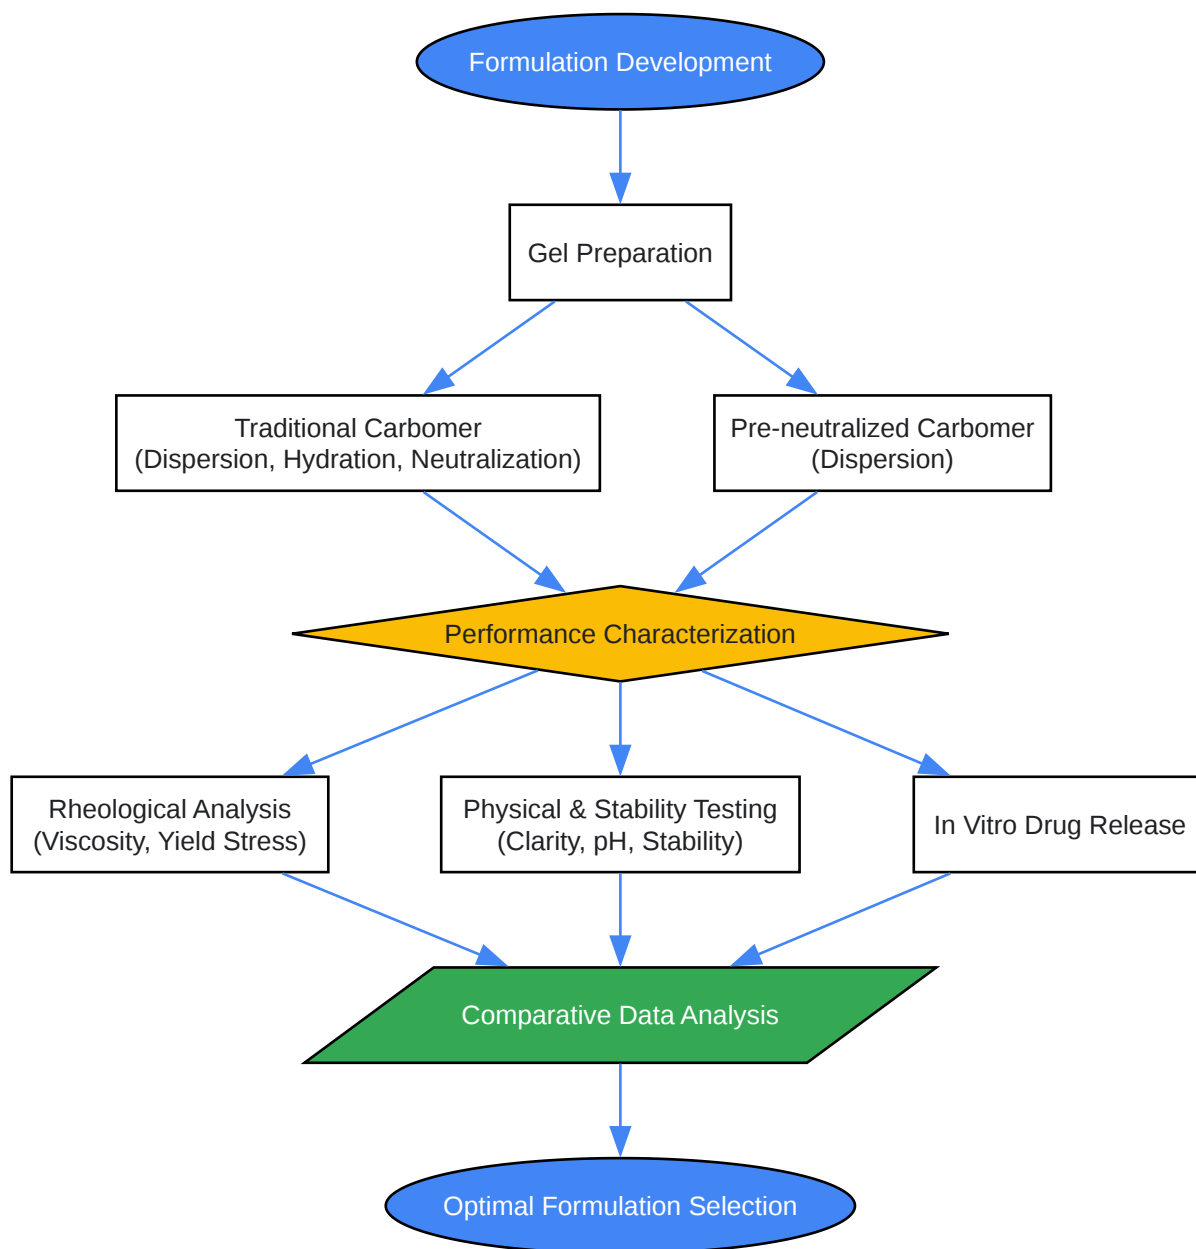 Formulation Development
Gel Preparation
Traditional Carbomer
(Dispersion, Hydration, Neutralization)
Pre-neutralized Carbomer
(Dispersion)
Performance Characterization
Rheological Analysis
(Viscosity, Yield Stress)
Physical & Stability Testing
(Clarity, pH, Stability)
In Vitro Drug Release
Comparative Data Analysis
Optimal Formulation Selection